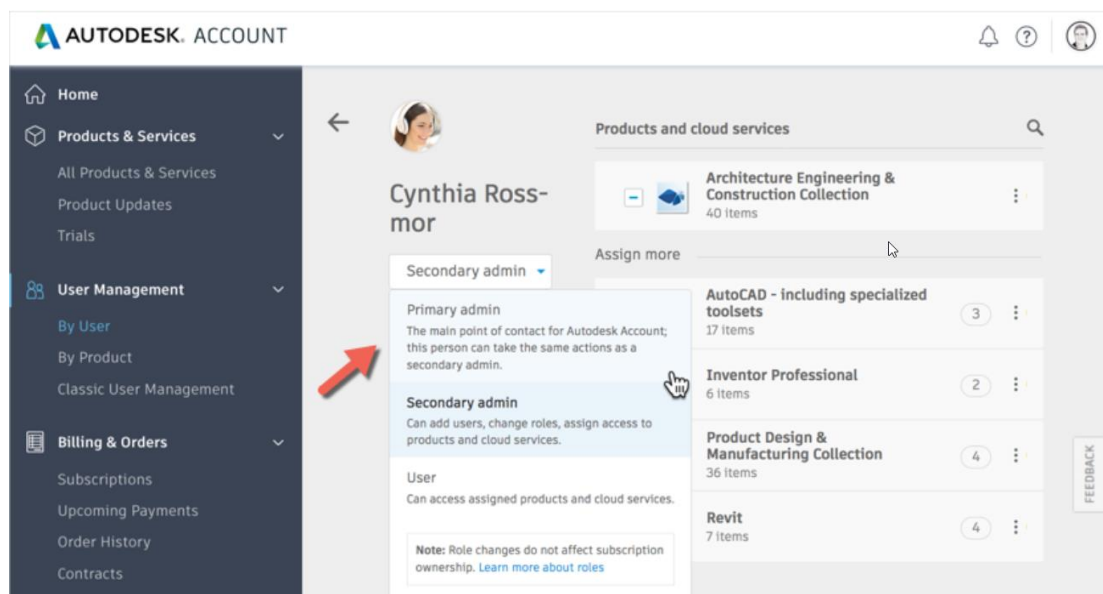 AUTODESK. ACCOUNT
Home
Products & Services
All Products & Services
Product Updates
Trials
User Management
By User
By Product
Classic User Management
Billing & Orders
Subscriptions
Upcoming Payments
Order History
Contracts
Cynthia Ross-
mor
Secondary admin
Primary admin
The main point of contact for Autodesk Account;
this person can take the same actions as a
secondary admin.
Secondary admin
Can add users, change roles, assign access to
products and cloud services.
User
Can access assigned products and cloud services.
Note: Role changes do not affect subscription
ownership. Learn more about roles
Products and cloud services
Architecture Engineering &
Construction Collection
40 items
Assign more
AutoCAD - including specialized
toolsets
17 items
3
Inventor Professional
6 items
2
Product Design &
Manufacturing Collection
36 items
4
Revit
7 items
4
FEEDBACK